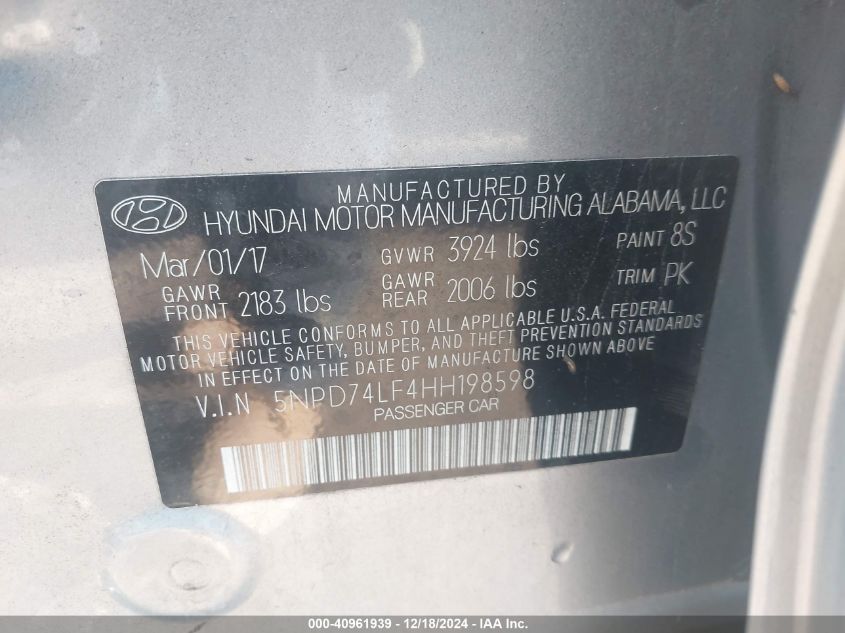 MANUFACTURED BY
HYUNDAI MOTOR MANUFACTURING ALABAMA, LLC
Mar/01/17 GVWR 3924 lbs PAINT 8S
GAWR FRONT 2183 lbs GAWR REAR 2006 lbs TRIM PK
THIS VEHICLE CONFORMS TO ALL APPLICABLE U.S.A. FEDERAL
MOTOR VEHICLE SAFETY, BUMPER, AND THEFT PREVENTION STANDARDS
IN EFFECT ON THE DATE OF MANUFACTURE SHOWN ABOVE
V.I.N 5NPD74LF4HH198598
PASSENGER CAR
000-40961939 - 12/18/2024 - IAA Inc.